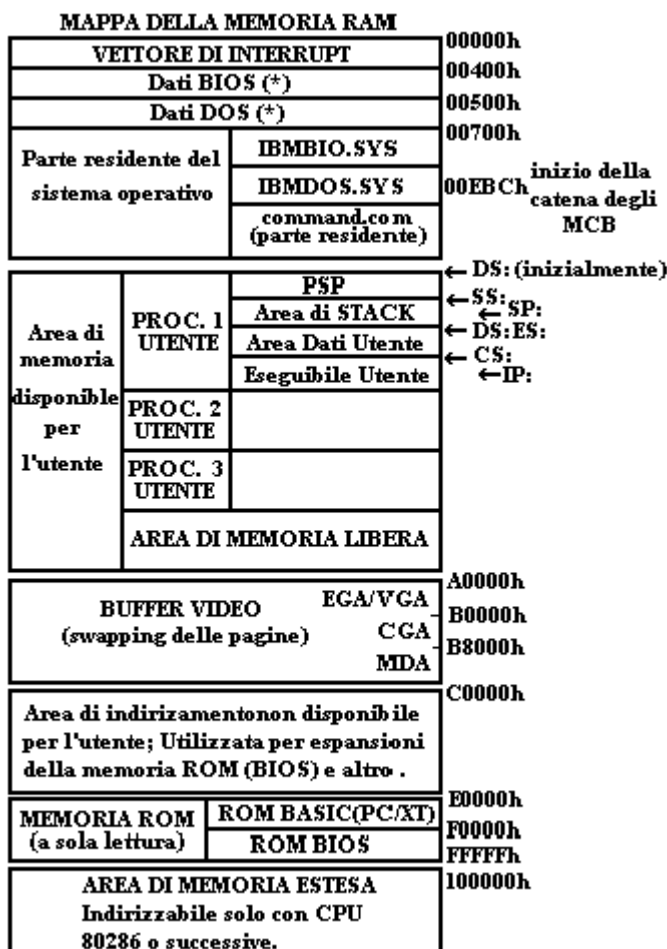 MAPPA DELLA MEMORIA RAM
00000h
VETTORE DI INTERRUPT
00400h
Dati BIOS (*)
00500h
Dati DOS (*)
00700h
Parte residente del
sistema operativo
IBMBIO.SYS
IBMDOS.SYS
00EBCh
inizio della
catena degli
MCB
command.com
(parte residente)
← DS: (inizialmente)
PSP
← SS:
← SP:
Area di STACK
← DS:ES:
Area Dati Utente
← CS:
←IP:
Eseguibile Utente
Area di
memoria
disponibile
per
l'utente
PROC. 1
UTENTE
PROC. 2
UTENTE
PROC. 3
UTENTE
AREA DI MEMORIA LIBERA
A0000h
BUFFER VIDEO
(swapping delle pagine)
EGA/VGA
B0000h
CGA
B8000h
MDA
C0000h
Area di indirizamentonon disponibile
per l'utente; Utilizzata per espansioni
della memoria ROM (BIOS) e altro .
E0000h
MEMORIA ROM
(a sola lettura)
ROM BASIC(PC/XT)
F0000h
ROM BIOS
FFFFFh
100000h
AREA DI MEMORIA ESTESA
Indirizzabile solo con CPU
80286 o successive.